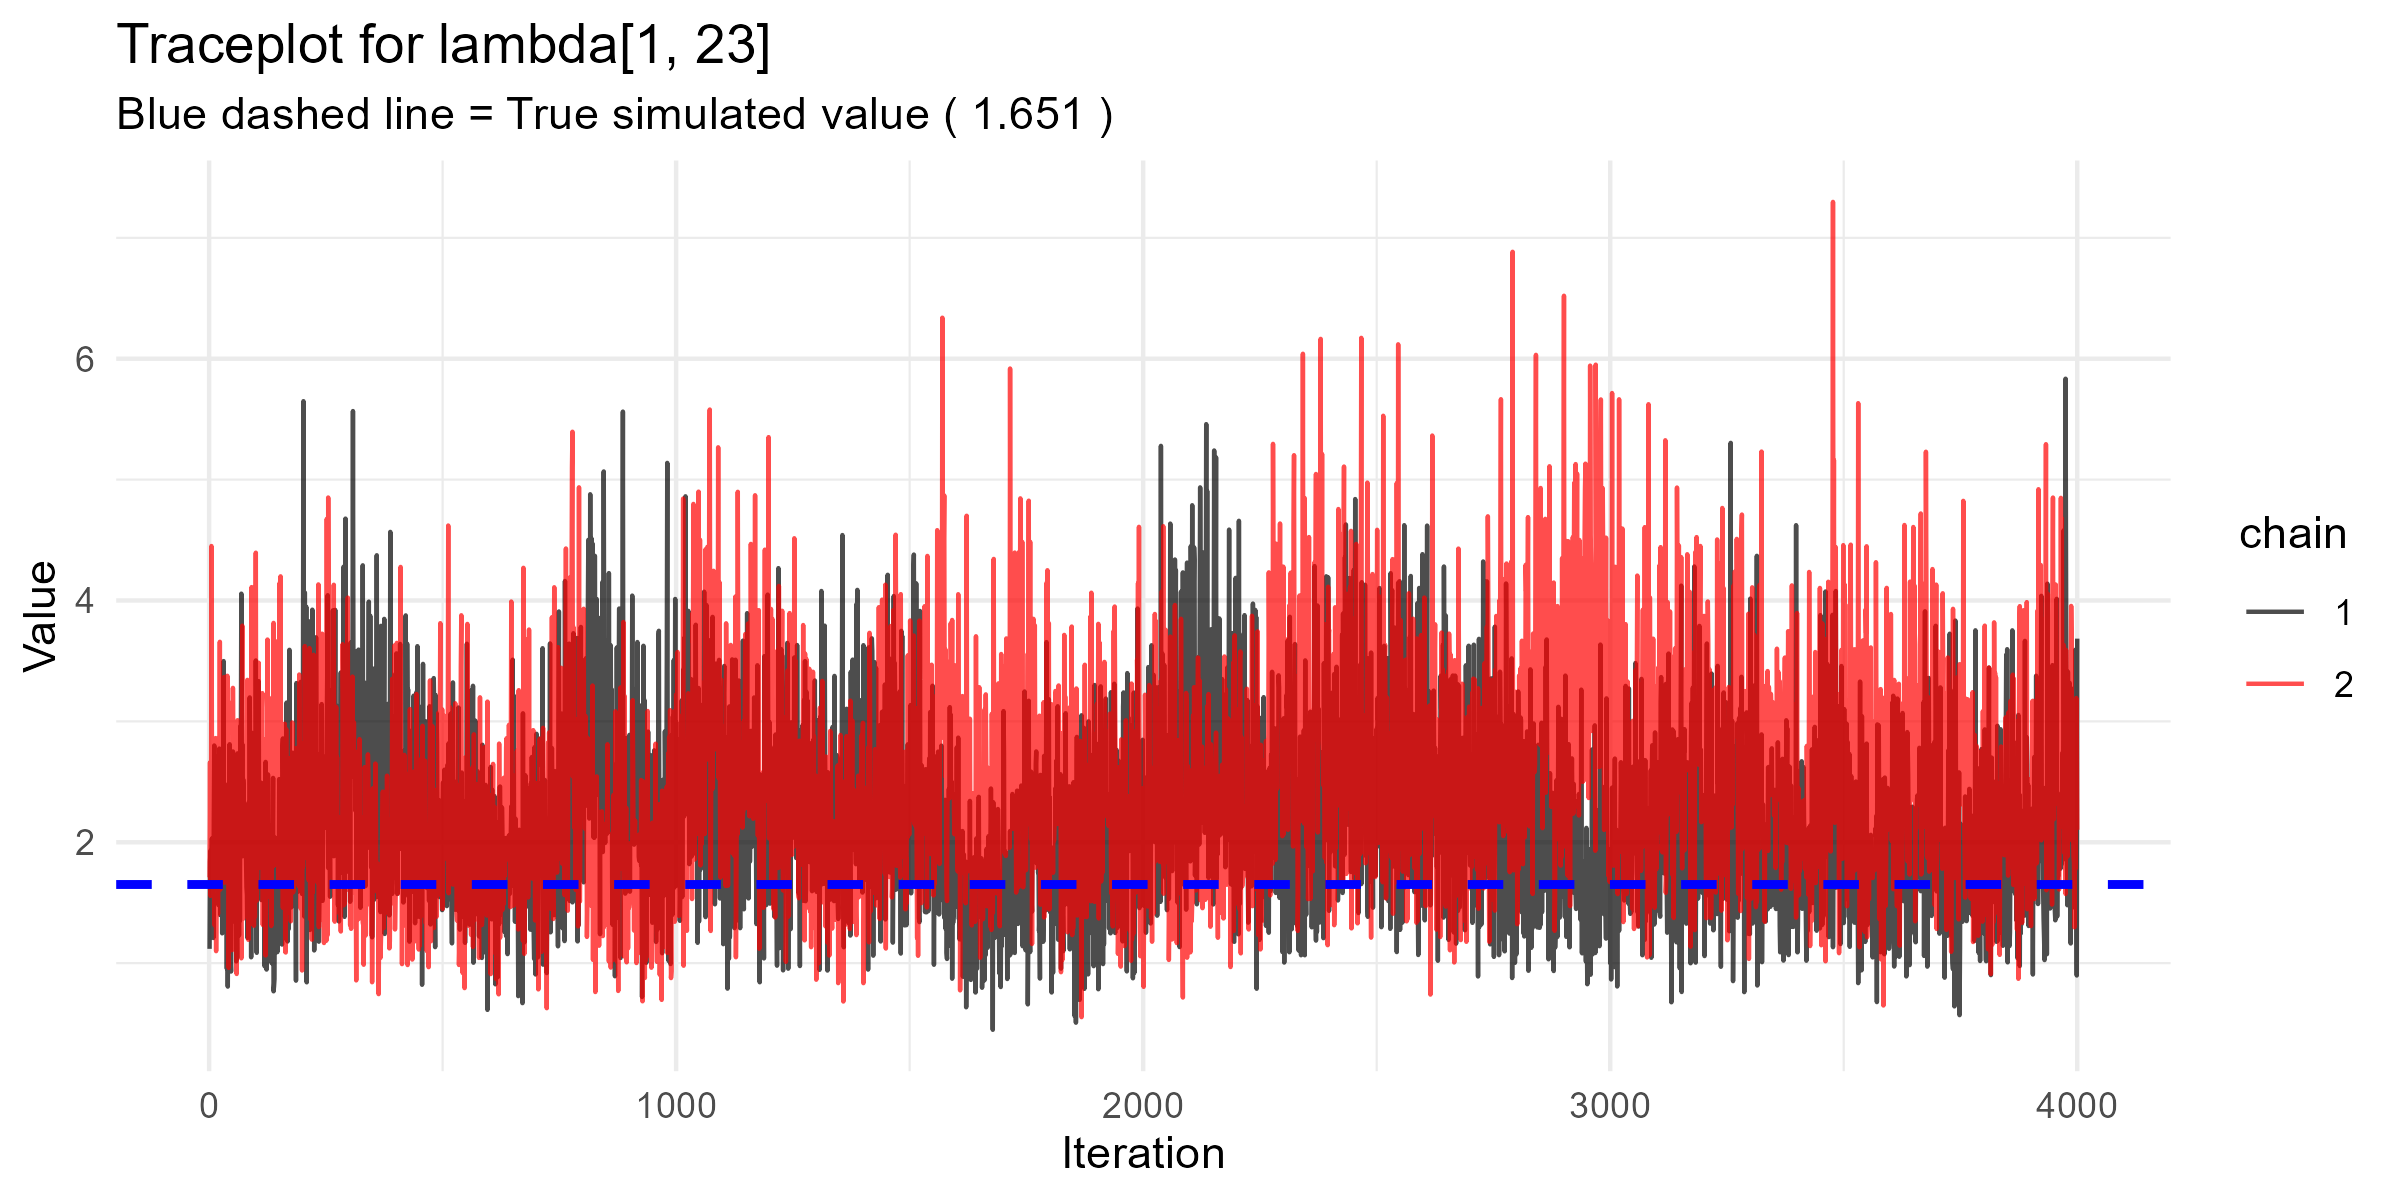 Traceplot for lambda[1, 23]
Blue dashed line = True simulated value ( 1.651 )
Value
6
4
2
0
1000
2000
3000
4000
Iteration
chain
1
2